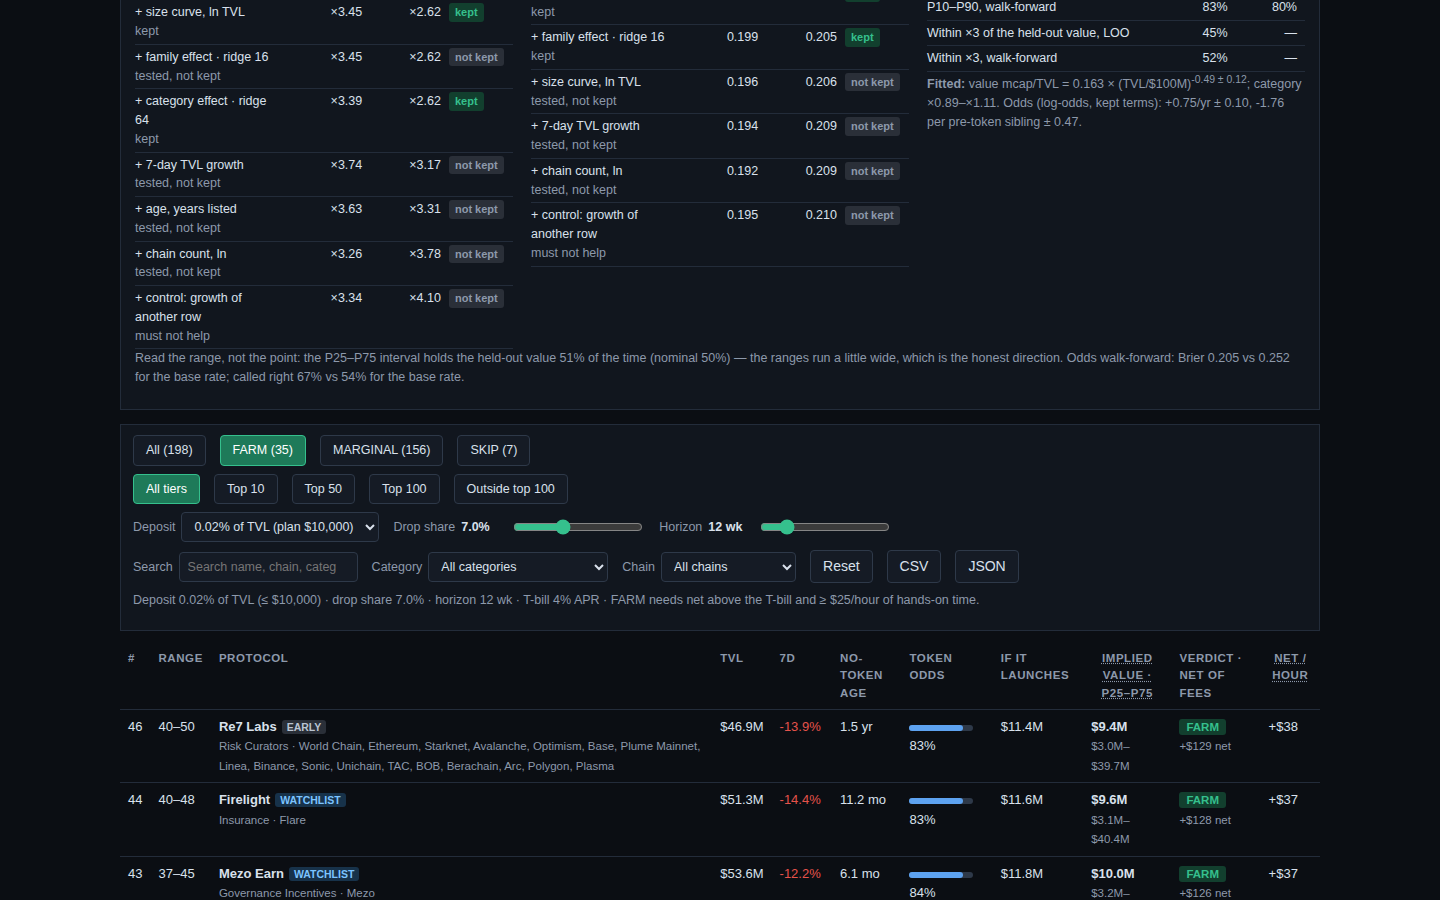 + size curve, ln TVL ×3.45 ×2.62 kept
kept
+ family effect · ridge 16 ×3.45 ×2.62 not kept
tested, not kept
+ category effect · ridge ×3.39 ×2.62 kept
64
kept
+ 7-day TVL growth ×3.74 ×3.17 not kept
tested, not kept
+ age, years listed ×3.63 ×3.31 not kept
tested, not kept
+ chain count, ln ×3.26 ×3.78 not kept
tested, not kept
+ control: growth of ×3.34 ×4.10 not kept
another row
must not help
kept
+ family effect · ridge 16 0.199 0.205 kept
kept
+ size curve, ln TVL 0.196 0.206 not kept
tested, not kept
+ 7-day TVL growth 0.194 0.209 not kept
tested, not kept
+ chain count, ln 0.192 0.209 not kept
tested, not kept
+ control: growth of 0.195 0.210 not kept
another row
must not help
P10–P90, walk-forward 83% 80%
Within ×3 of the held-out value, LOO 45% —
Within ×3, walk-forward 52% —
Fitted: value mcap/TVL = 0.163 × (TVL/$100M)-0.49 ± 0.12; category
×0.89–×1.11. Odds (log-odds, kept terms): +0.75/yr ± 0.10, -1.76
per pre-token sibling ± 0.47.
Read the range, not the point: the P25–P75 interval holds the held-out value 51% of the time (nominal 50%) — the ranges run a little wide, which is the honest direction. Odds walk-forward: Brier 0.205 vs 0.252
for the base rate; called right 67% vs 54% for the base rate.
All (198) FARM (35) MARGINAL (156) SKIP (7)
All tiers Top 10 Top 50 Top 100 Outside top 100
Deposit 0.02% of TVL (plan $10,000) Drop share 7.0% Horizon 12 wk
Search Search name, chain, categ Category All categories Chain All chains Reset CSV JSON
Deposit 0.02% of TVL (≤ $10,000) · drop share 7.0% · horizon 12 wk · T-bill 4% APR · FARM needs net above the T-bill and ≥ $25/hour of hands-on time.
# RANGE PROTOCOL TVL 7D NO- TOKEN IF IT IMPLIED VERDICT · NET /
TOKEN ODDS LAUNCHES VALUE · NET OF HOUR
AGE P25–P75 FEES
46 40–50 Re7 Labs EARLY $46.9M -13.9% 1.5 yr $11.4M $9.4M FARM +$38
Risk Curators · World Chain, Ethereum, Starknet, Avalanche, Optimism, Base, Plume Mainnet, 83% $3.0M– +$129 net
Linea, Binance, Sonic, Unichain, TAC, BOB, Berachain, Arc, Polygon, Plasma $39.7M
44 40–48 Firelight WATCHLIST $51.3M -14.4% 11.2 mo $11.6M $9.6M FARM +$37
Insurance · Flare 83% $3.1M– +$128 net
$40.4M
43 37–45 Mezo Earn WATCHLIST $53.6M -12.2% 6.1 mo $11.8M $10.0M FARM +$37
Governance Incentives · Mezo 84% $3.2M– +$126 net